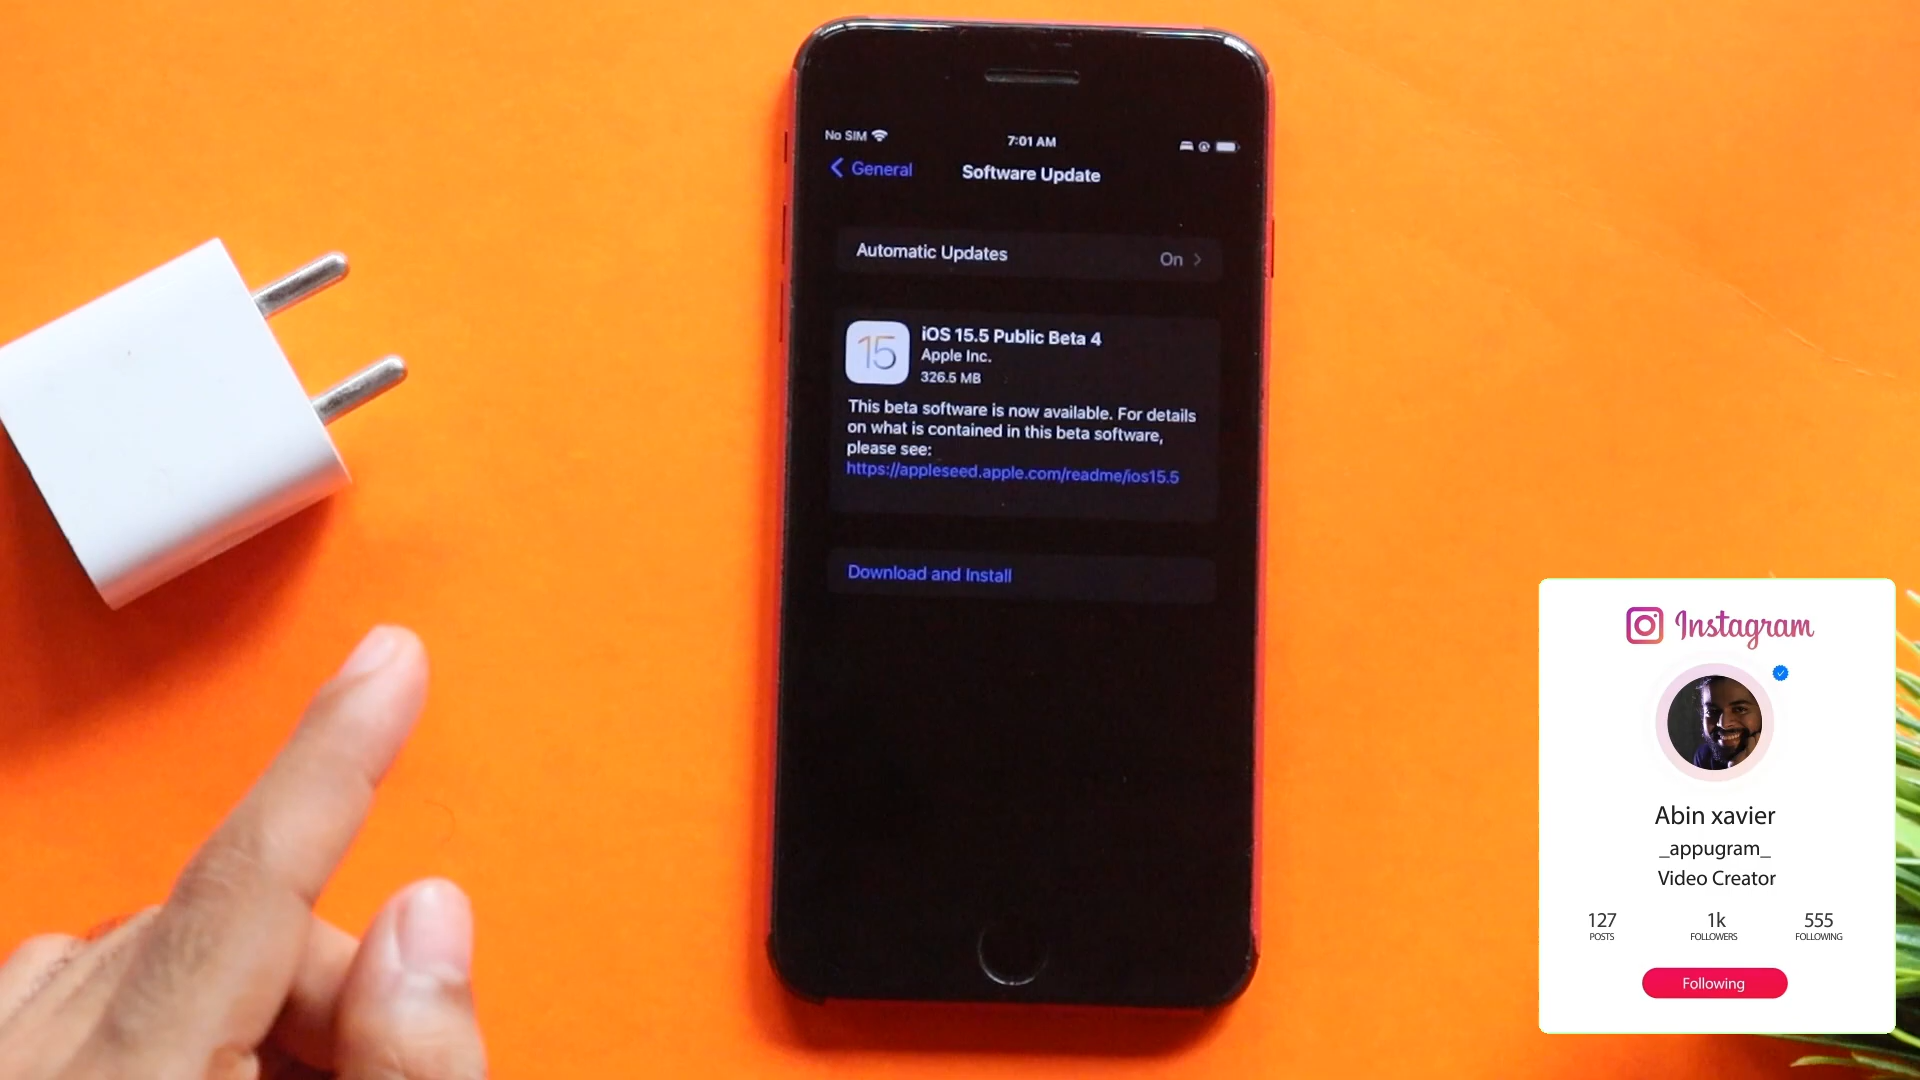 No SIM
7:01 AM
General
Software Update
Automatic Updates
On
15
iOS 15.5 Public Beta 4
Apple Inc.
326.5 MB
This beta software is now available. For details
on what is contained in this beta software,
please see:
https://appleseed.apple.com/readme/ios15.5
Download and Install
Instagram
Abin xavier
_appugram_
Video Creator
127
POSTS
1k
FOLLOWERS
555
FOLLOWING
Following